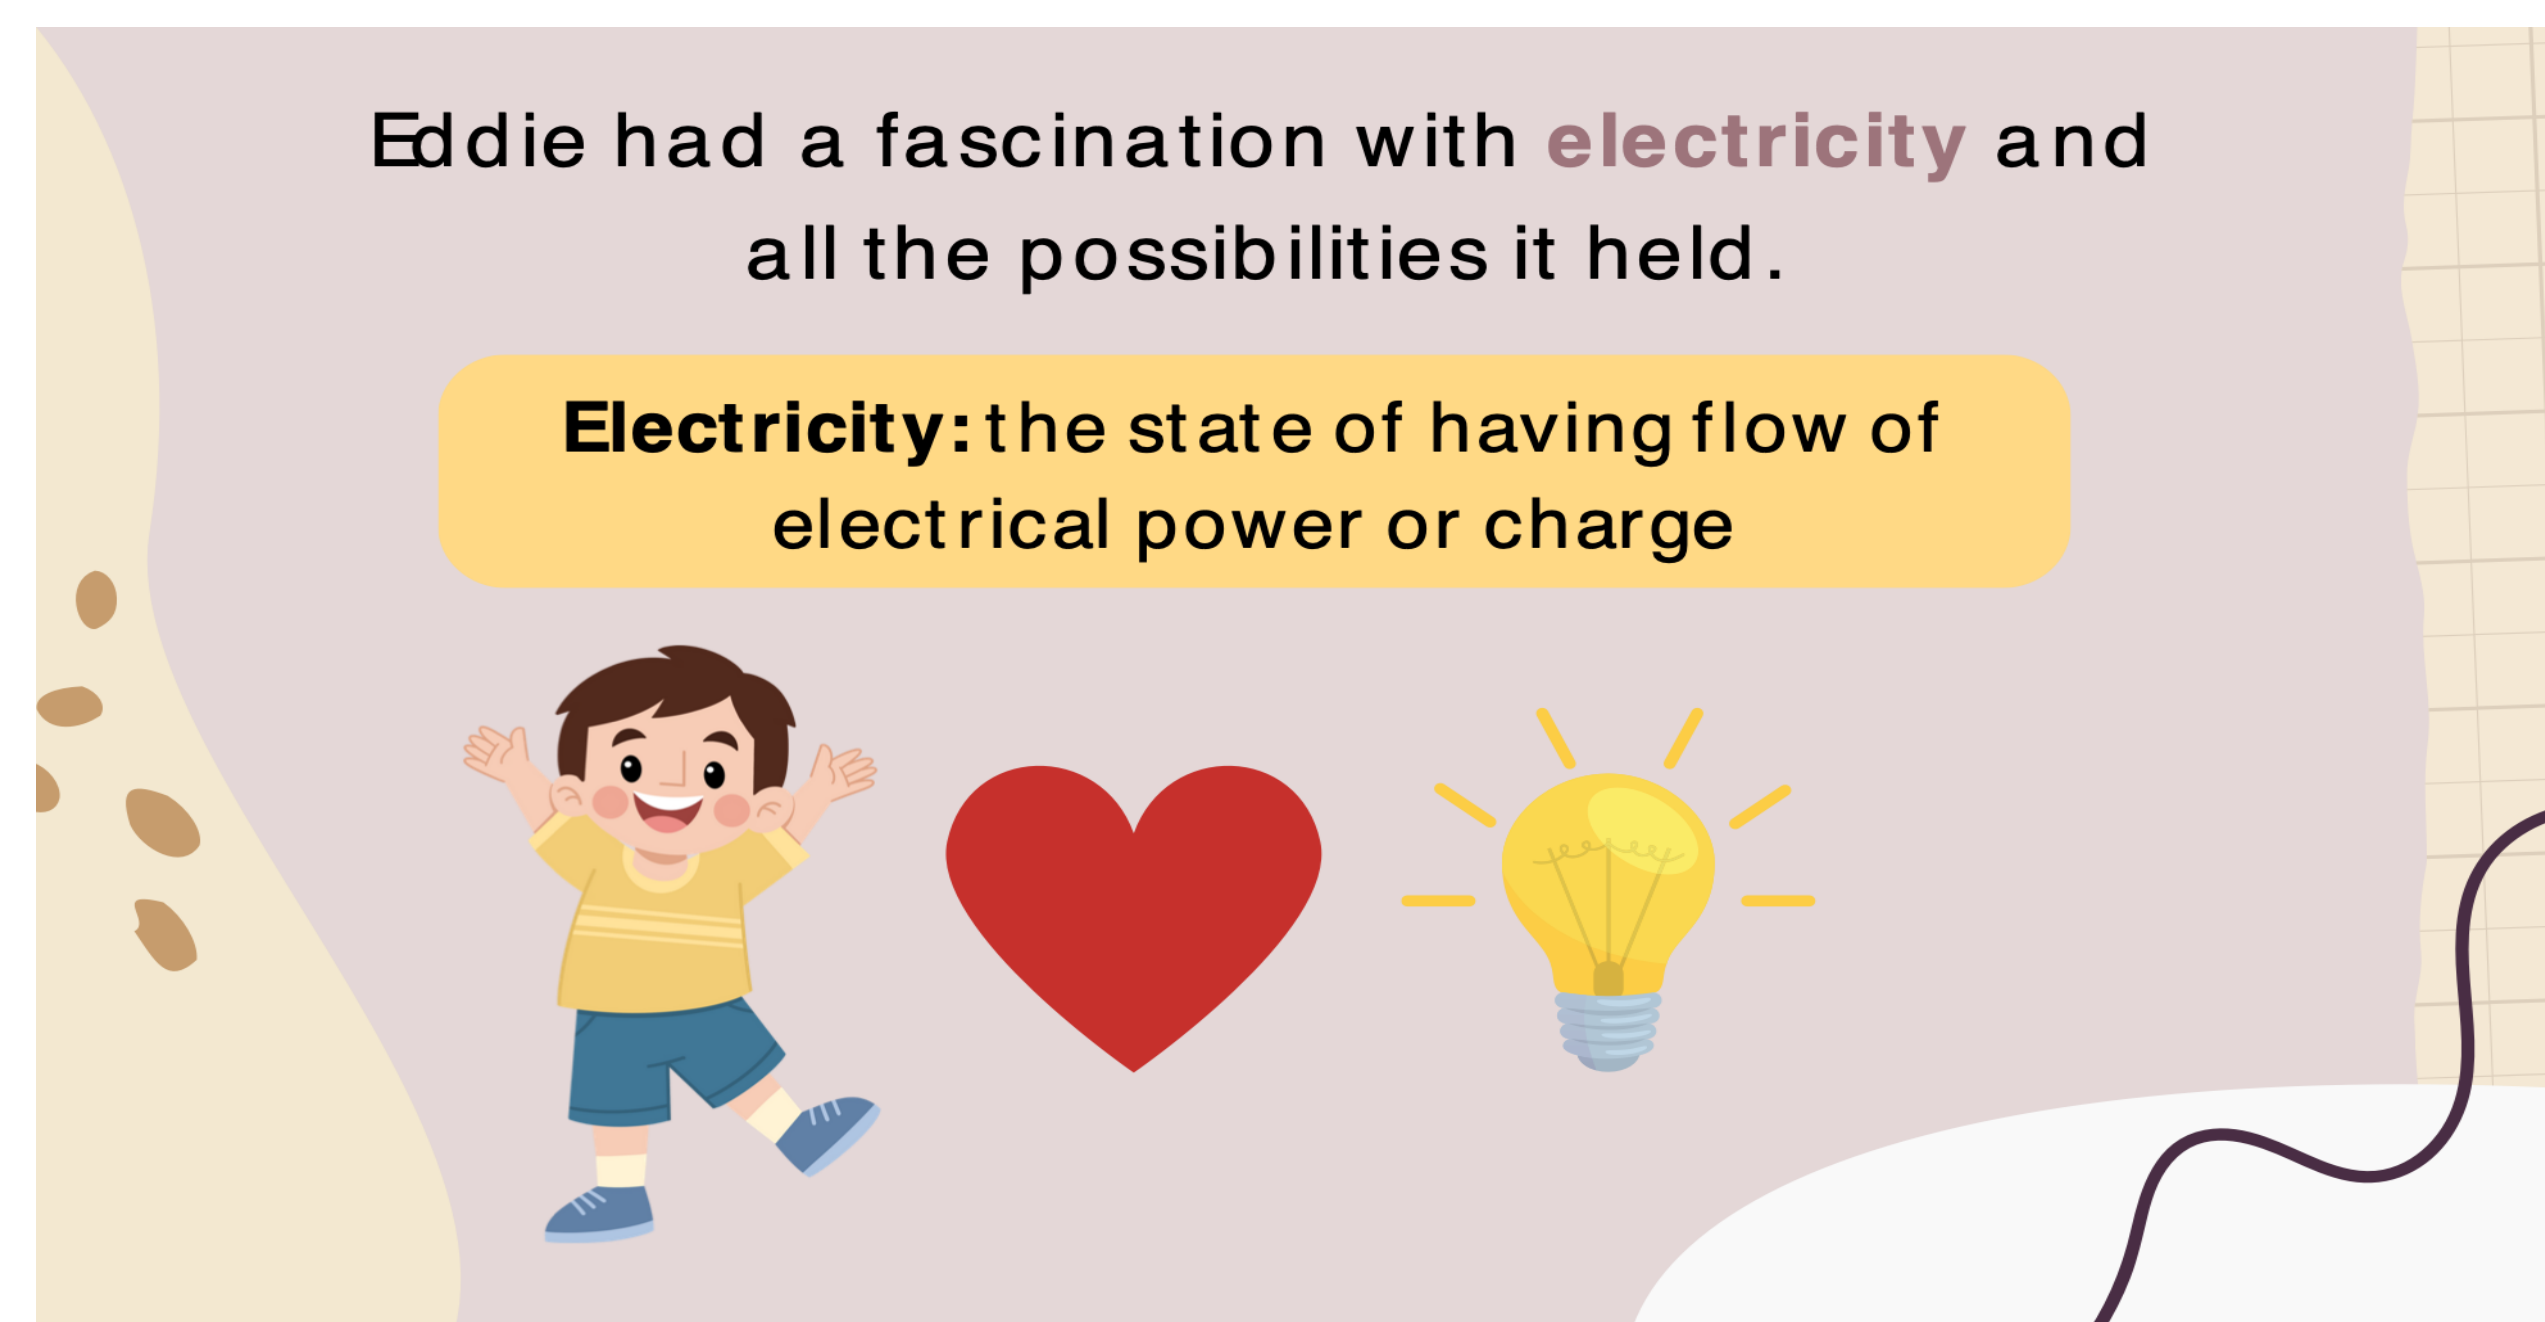 Eddie had a fascination with electricity and
all the possibilities it held.
Electricity: the state of having flow of
electrical power or charge